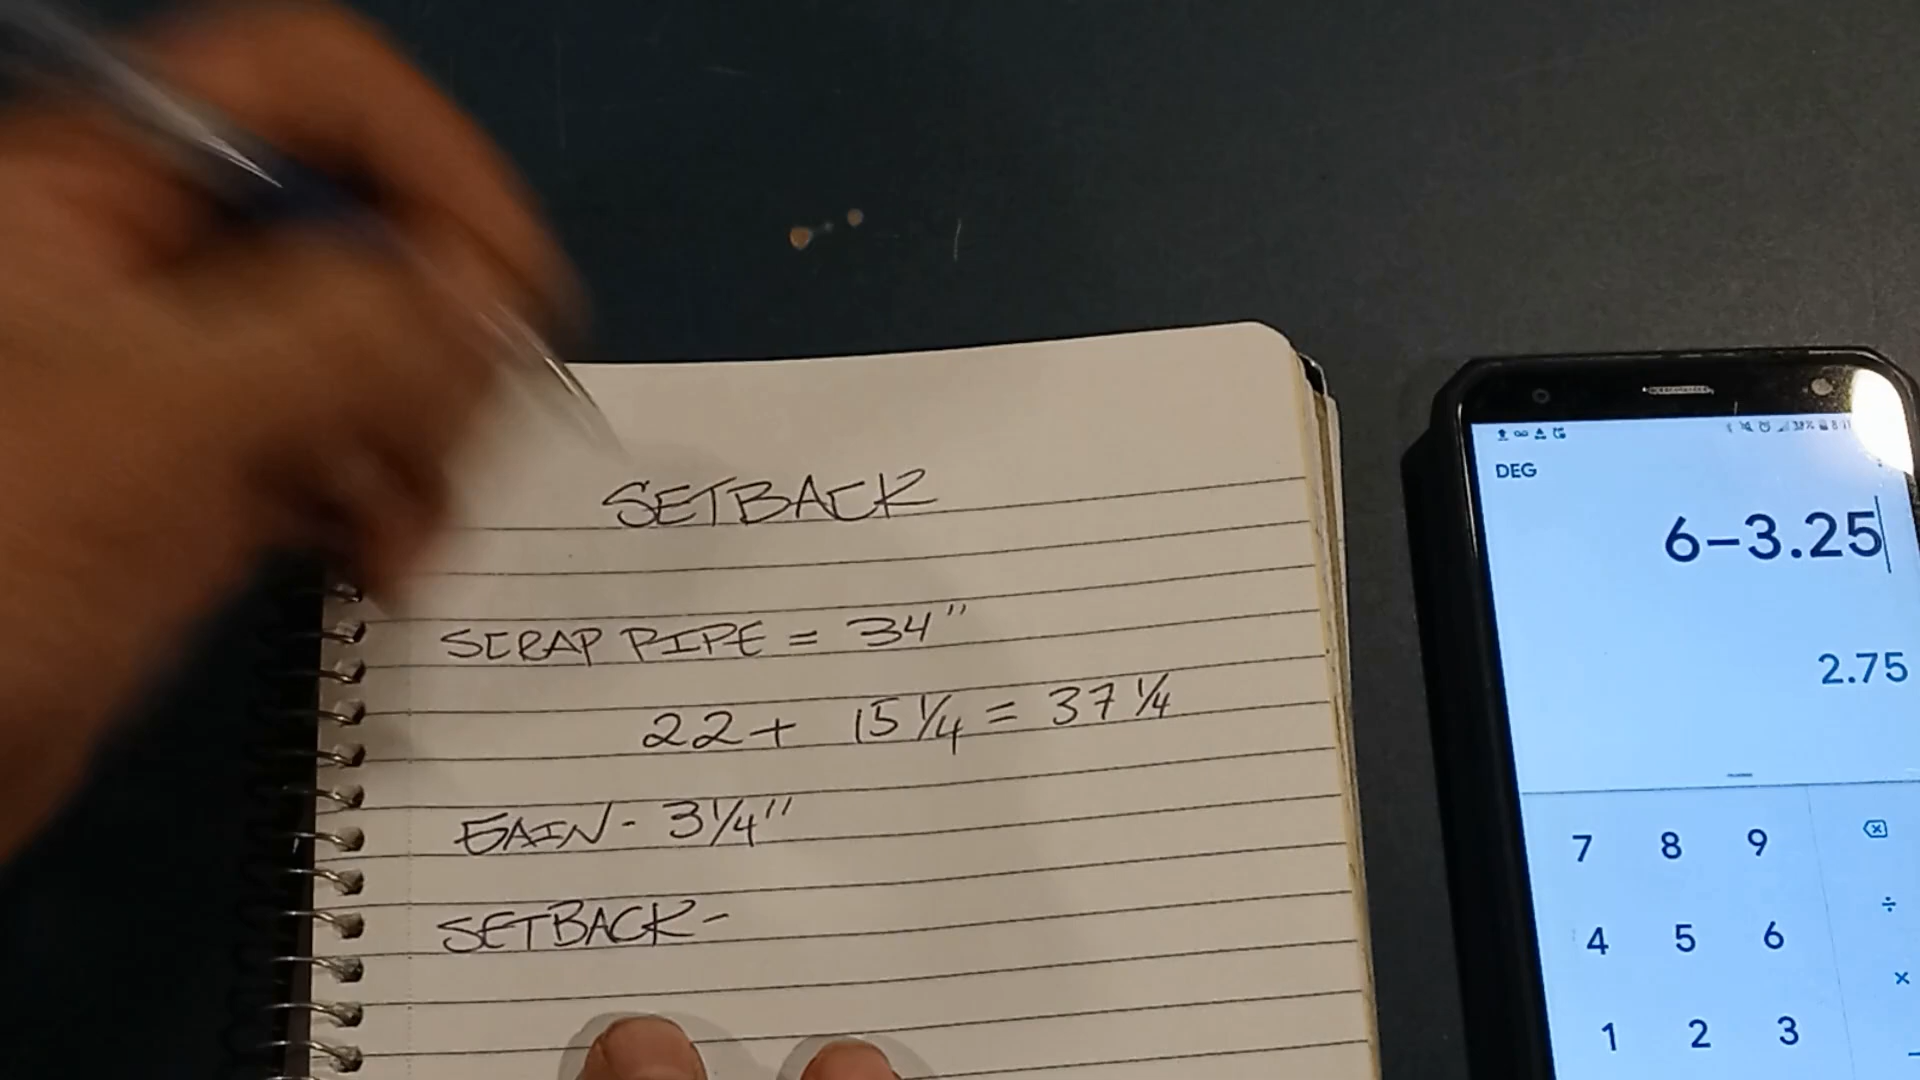 SETBACK
SCRAP PIPE = 34"
22 + 15 1/4 = 37 1/4
GAIN - 3 1/4"
SETBACK -
DEG
6−3.25
2.75
7 8 9
÷
4 5 6
×
1 2 3